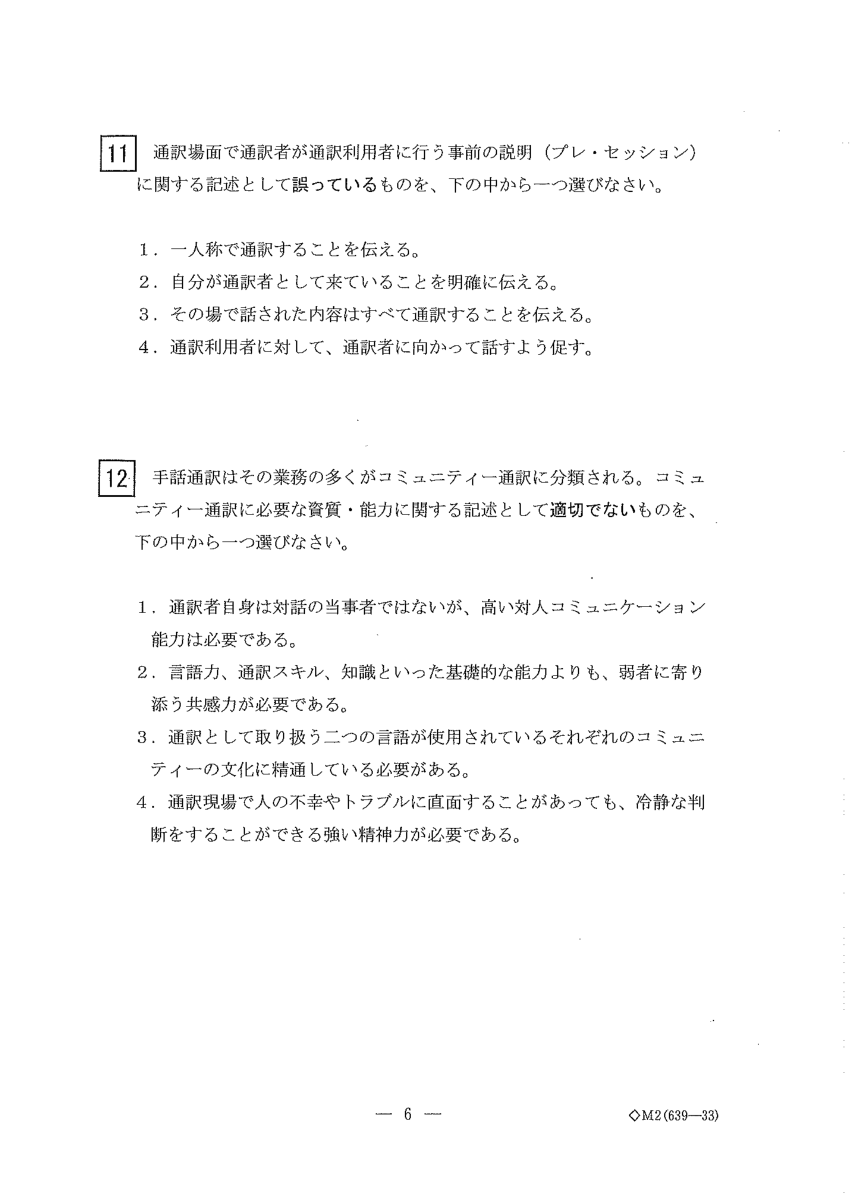 11 通訳場面で通訳者が通訳利用者に行う事前の説明（プレ・セッション）
に関する記述として誤っているものを、下の中から一つ選びなさい。
１．一人称で通訳することを伝える。
２．自分が通訳者として来ていることを明確に伝える。
３．その場で話された内容はすべて通訳することを伝える。
４．通訳利用者に対して、通訳者に向かって話すよう促す。
12 手話通訳はその業務の多くがコミュニティー通訳に分類される。コミュ
ニティー通訳に必要な資質・能力に関する記述として適切でないものを、
下の中から一つ選びなさい。
１．通訳者自身は対話の当事者ではないが、高い対人コミュニケーション
能力は必要である。
２．言語力、通訳スキル、知識といった基礎的な能力よりも、弱者に寄り
添う共感力が必要である。
３．通訳として取り扱う二つの言語が使用されているそれぞれのコミュニ
ティーの文化に精通している必要がある。
４．通訳現場で人の不幸やトラブルに直面することがあっても、冷静な判
断をすることができる強い精神力が必要である。
― 6 ―
◇M2(639―33)